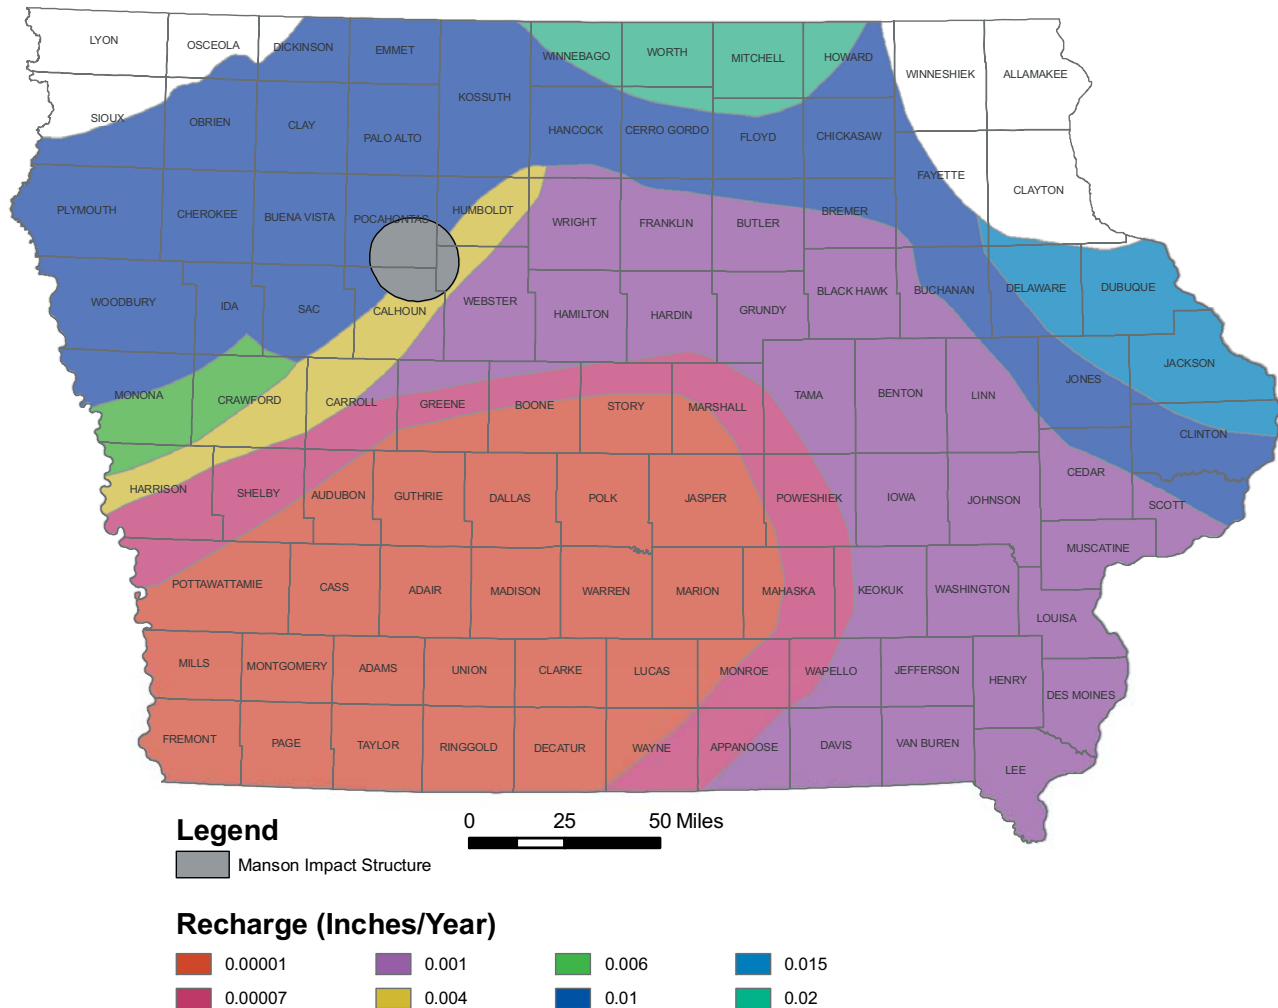 LYON
OSCEOLA
DICKINSON
EMMET
WINNEBAGO
WORTH
MITCHELL
HOWARD
WINNESHIEK
ALLAMAKEE
SIOUX
OBRIEN
CLAY
PALO ALTO
KOSSUTH
HANCOCK
CERRO GORDO
FLOYD
CHICKASAW
FAYETTE
CLAYTON
PLYMOUTH
CHEROKEE
BUENA VISTA
POCAHONTAS
HUMBOLDT
WRIGHT
FRANKLIN
BUTLER
BREMER
WOODBURY
IDA
SAC
CALHOUN
WEBSTER
HAMILTON
HARDIN
GRUNDY
BLACK HAWK
BUCHANAN
DELAWARE
DUBUQUE
MONONA
CRAWFORD
CARROLL
GREENE
BOONE
STORY
MARSHALL
TAMA
BENTON
LINN
JONES
JACKSON
CLINTON
HARRISON
SHELBY
AUDUBON
GUTHRIE
DALLAS
POLK
JASPER
POWESHIEK
IOWA
JOHNSON
CEDAR
SCOTT
MUSCATINE
POTTAWATTAMIE
CASS
ADAIR
MADISON
WARREN
MARION
MAHASKA
KEOKUK
WASHINGTON
LOUISA
MILLS
MONTGOMERY
ADAMS
UNION
CLARKE
LUCAS
MONROE
WAPELLO
JEFFERSON
HENRY
DES MOINES
FREMONT
PAGE
TAYLOR
RINGGOLD
DECATUR
WAYNE
APPANOOSE
DAVIS
VAN BUREN
LEE
Legend
Manson Impact Structure
0 25 50 Miles
Recharge (Inches/Year)
0.00001 0.001 0.006 0.015
0.00007 0.004 0.01 0.02